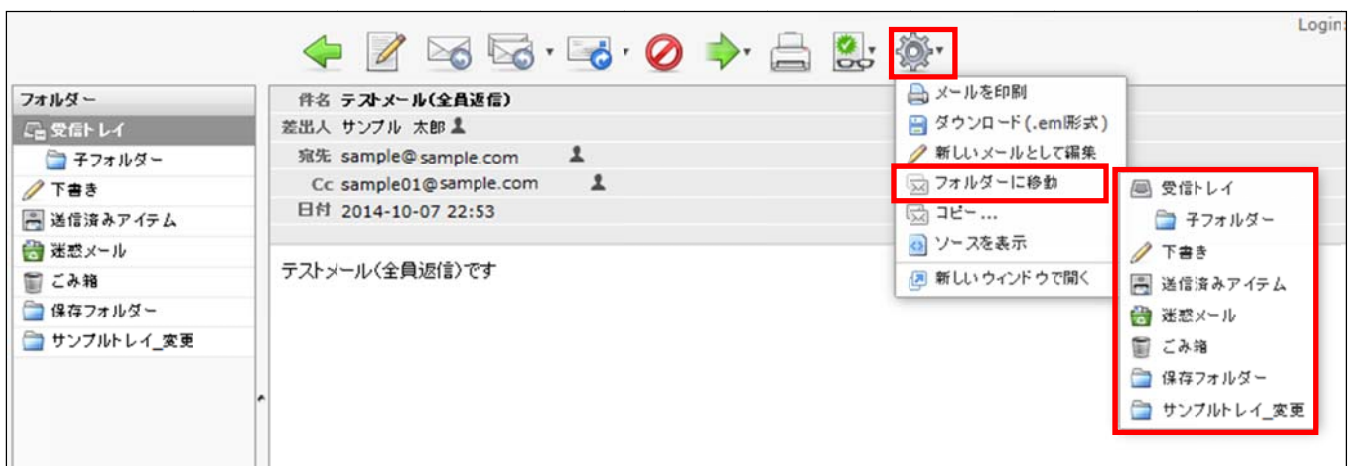 Login:
フォルダー
受信トレイ
子フォルダー
下書き
送信済みアイテム
迷惑メール
ごみ箱
保存フォルダー
サンプルトレイ_変更
件名 テストメール(全員返信)
差出人 サンプル 太郎
宛先 sample@sample.com
Cc sample01@sample.com
日付 2014-10-07 22:53
テストメール(全員返信)です
メールを印刷
ダウンロード(.eml形式)
新しいメールとして編集
フォルダーに移動
コピー...
ソースを表示
新しいウィンドウで開く
受信トレイ
子フォルダー
下書き
送信済みアイテム
迷惑メール
ごみ箱
保存フォルダー
サンプルトレイ_変更